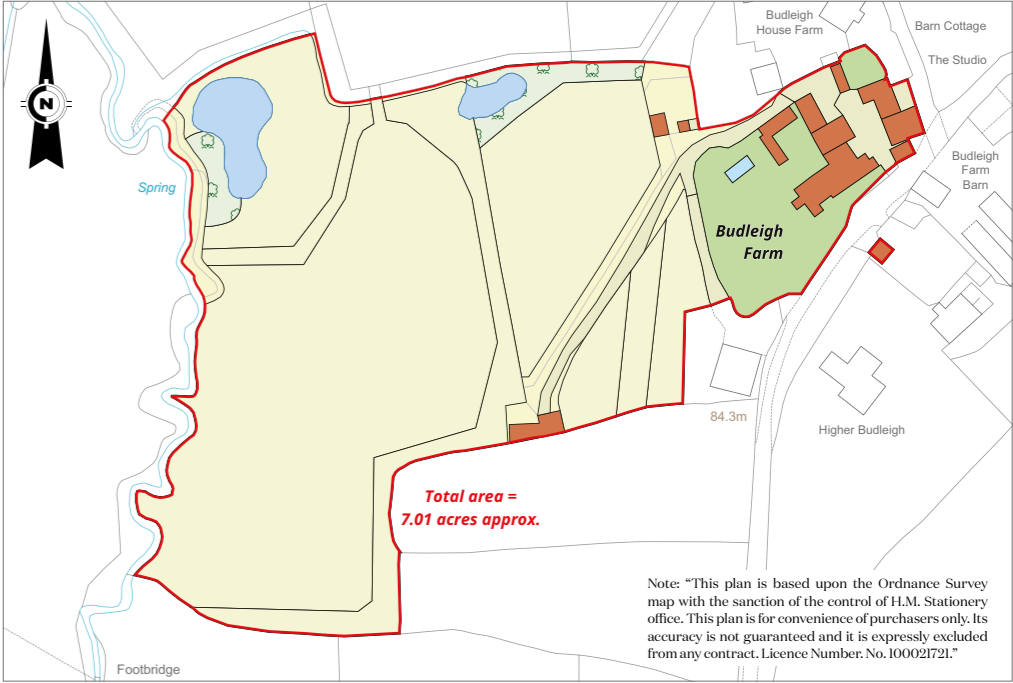 Budleigh
House Farm
Barn Cottage
The Studio
N
Spring
Budleigh
Farm
Barn
Budleigh
Farm
84.3m
Higher Budleigh
Total area =
7.01 acres approx.
Note: “This plan is based upon the Ordnance Survey
map with the sanction of the control of H.M. Stationery
office. This plan is for convenience of purchasers only. Its
accuracy is not guaranteed and it is expressly excluded
from any contract. Licence Number. No. 100021721.”
Footbridge